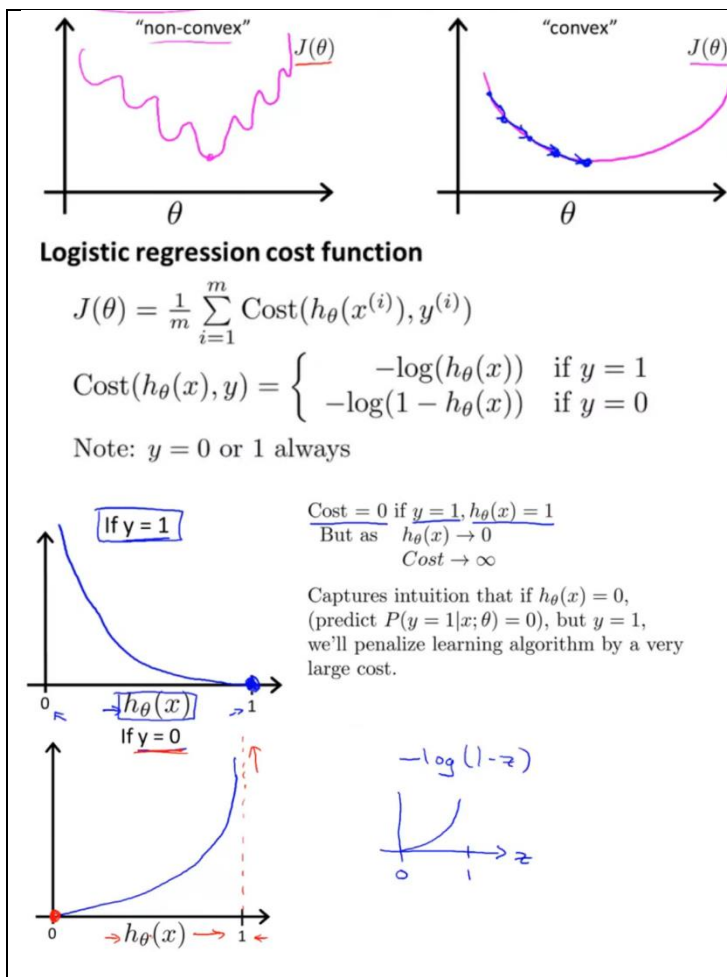 "non-convex"
J(θ)
θ
"convex"
J(θ)
θ
Logistic regression cost function
J(θ) = 1/m ∑_{i=1}^{m} Cost(h_θ(x^{(i)}), y^{(i)})
Cost(h_θ(x), y) = { −log(h_θ(x)) if y = 1
−log(1 − h_θ(x)) if y = 0
Note: y = 0 or 1 always
If y = 1
0 h_θ(x) 1
Cost = 0 if y = 1, h_θ(x) = 1
But as h_θ(x) → 0
Cost → ∞
Captures intuition that if h_θ(x) = 0,
(predict P(y = 1|x; θ) = 0), but y = 1,
we'll penalize learning algorithm by a very
large cost.
If y = 0
0 h_θ(x) 1
-log(1-z)
z
0 1